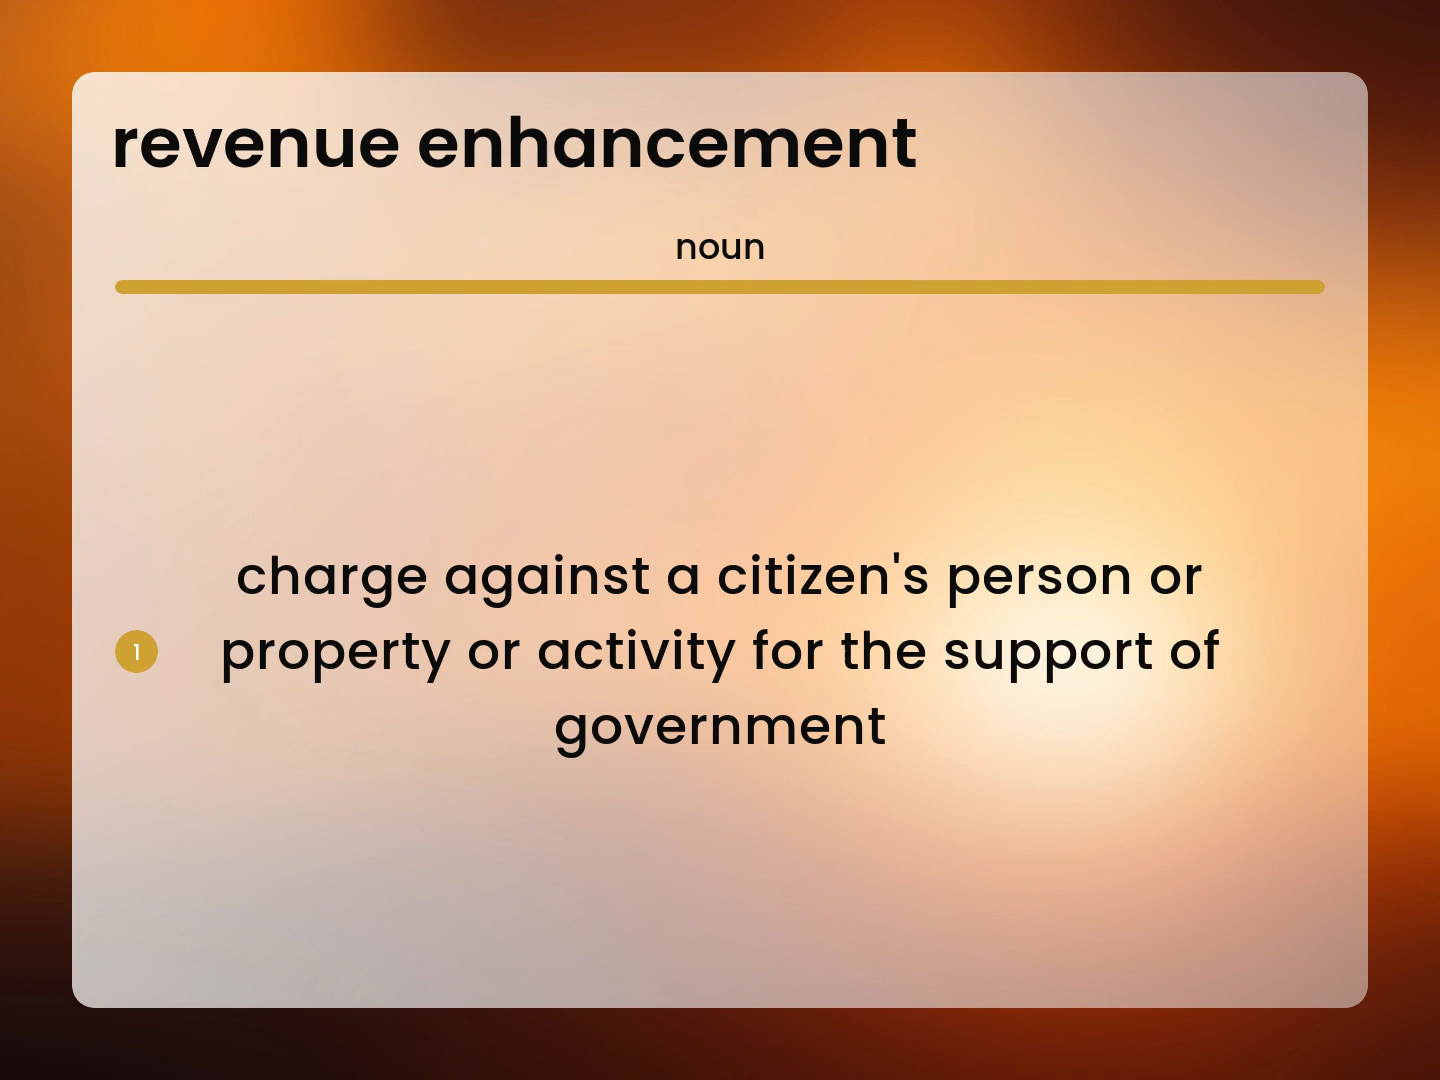 revenue enhancement
noun
charge against a citizen's person or
1
property or activity for the support of
government